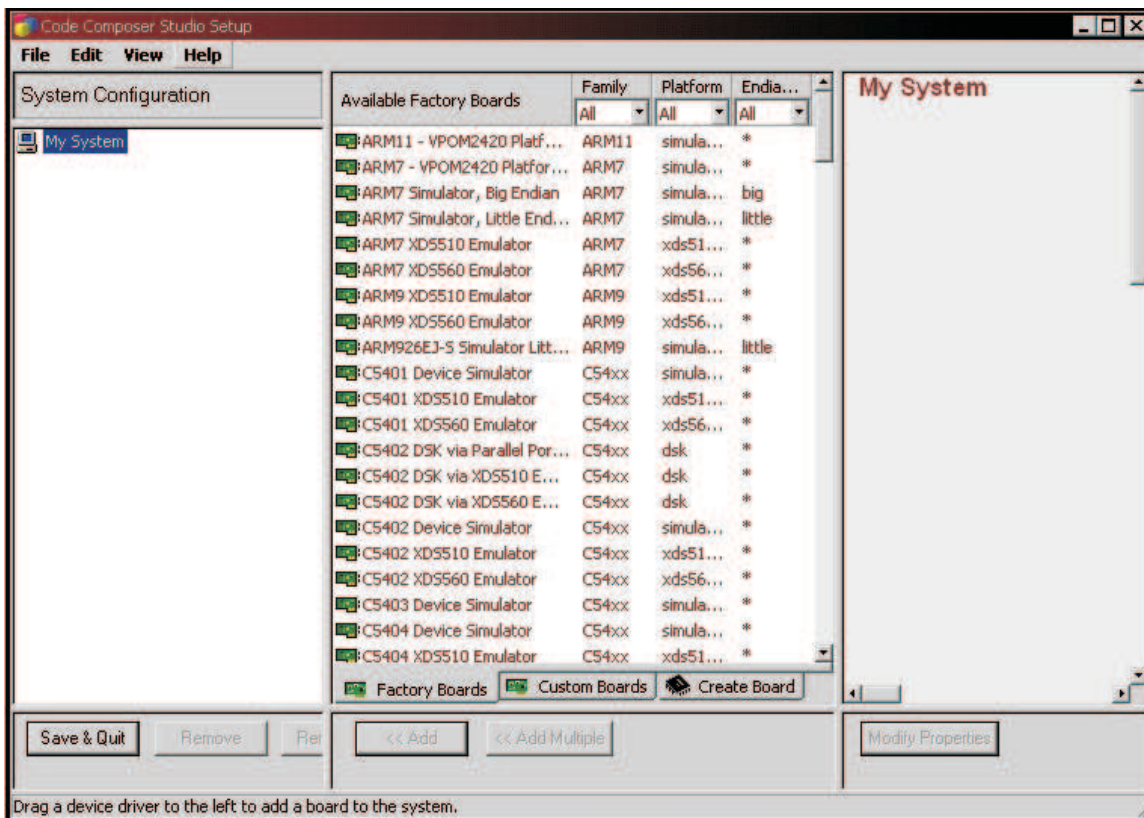 Code Composer Studio Setup
File Edit View Help
System Configuration
My System
Available Factory Boards Family Platform Endia...
All All All
ARM11 - VPOM2420 Platf... ARM11 simula... *
ARM7 - VPOM2420 Platfor... ARM7 simula... *
ARM7 Simulator, Big Endian ARM7 simula... big
ARM7 Simulator, Little End... ARM7 simula... little
ARM7 XDS510 Emulator ARM7 xds51... *
ARM7 XDS560 Emulator ARM7 xds56... *
ARM9 XDS510 Emulator ARM9 xds51... *
ARM9 XDS560 Emulator ARM9 xds56... *
ARM926EJ-S Simulator Litt... ARM9 simula... little
C5401 Device Simulator C54xx simula... *
C5401 XDS510 Emulator C54xx xds51... *
C5401 XDS560 Emulator C54xx xds56... *
C5402 DSK via Parallel Por... C54xx dsk *
C5402 DSK via XDS510 E... C54xx dsk *
C5402 DSK via XDS560 E... C54xx dsk *
C5402 Device Simulator C54xx simula... *
C5402 XDS510 Emulator C54xx xds51... *
C5402 XDS560 Emulator C54xx xds56... *
C5403 Device Simulator C54xx simula... *
C5404 Device Simulator C54xx simula... *
C5404 XDS510 Emulator C54xx xds51... *
Factory Boards Custom Boards Create Board
My System
Save & Quit Remove Rer << Add << Add Multiple Modify Properties
Drag a device driver to the left to add a board to the system.